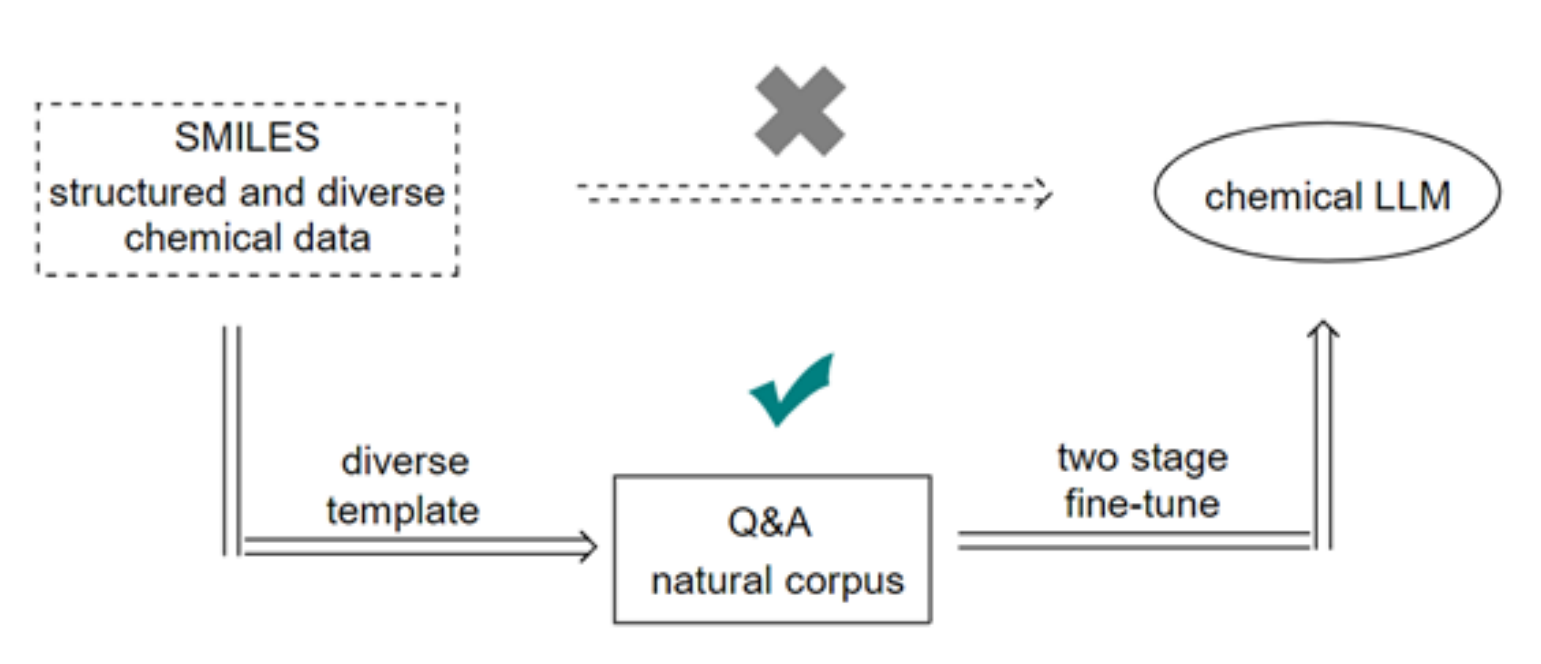 SMILES
structured and diverse
chemical data
chemical LLM
diverse
template
Q&A
natural corpus
two stage
fine-tune